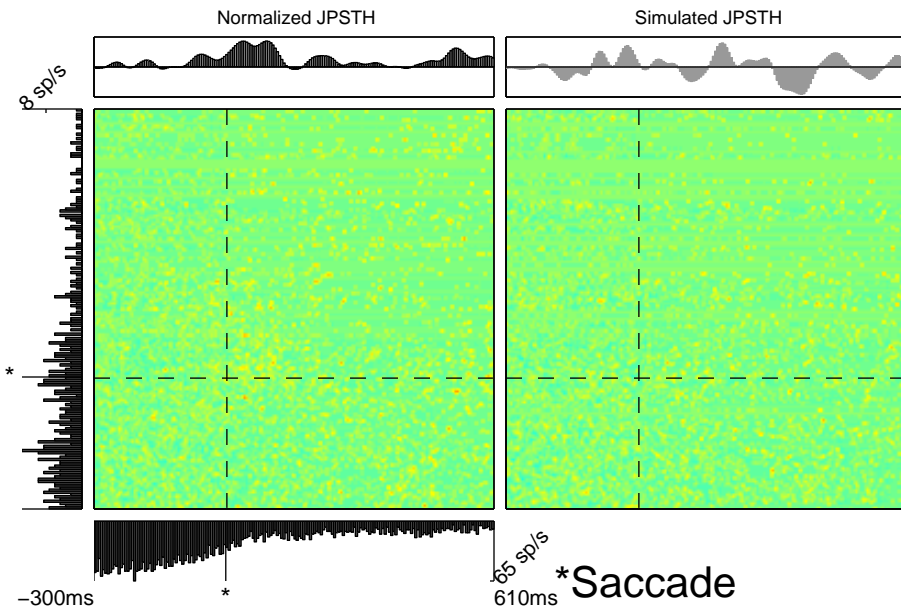 Normalized JPSTH
Simulated JPSTH
8 sp/s
*
65 sp/s
−300ms
*
610ms
*Saccade